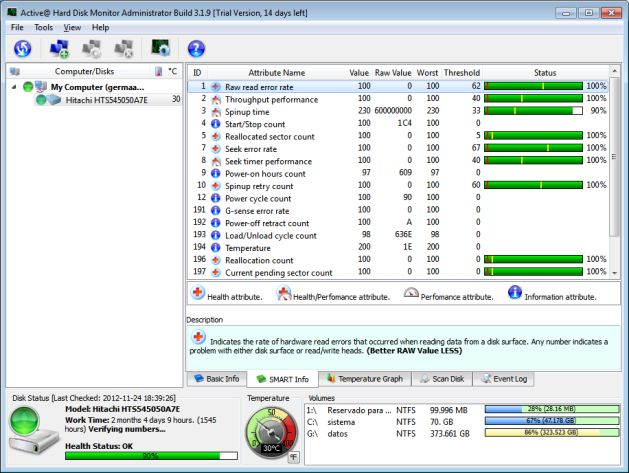 Active@ Hard Disk Monitor Administrator Build 3.1.9 [Trial Version, 14 days left]
File Tools View Help
Computer/Disks °C
My Computer (germaa...
Hitachi HTS545050A7E 30
ID Attribute Name Value Raw Value Worst Threshold Status
1 Raw read error rate 100 0 100 62 100%
2 Throughput performance 100 0 100 40 100%
3 Spinup time 230 600000000 230 33 90%
4 Start/Stop count 100 1C4 100 0
5 Reallocated sector count 100 0 100 5 100%
7 Seek error rate 100 0 100 67 100%
8 Seek timer performance 100 0 100 40 100%
9 Power-on hours count 97 609 97 0
10 Spinup retry count 100 0 100 60 100%
12 Power cycle count 100 90 100 0
191 G-sense error rate 100 0 100 0
192 Power-off retract count 100 A 100 0
193 Load/Unload cycle count 98 636E 98 0
194 Temperature 200 1E 200 0
196 Reallocation count 100 0 100 0 100%
197 Current pending sector count 100 0 100 0 100%
Health attribute. Health/Perfomance attribute. Perfomance attribute. Information attribute.
Description
Indicates the rate of hardware read errors that occurred when reading data from a disk surface. Any number indicates a
problem with either disk surface or read/write heads. (Better RAW Value LESS)
Basic Info SMART Info Temperature Graph Scan Disk Event Log
Disk Status [Last Checked: 2012-11-24 18:39:26]
Model: Hitachi HTS545050A7E
Work Time: 2 months 4 days 9 hours. (1545
hours) Verifying numbers...
Health Status: OK
90%
Temperature
50
30°C
°F
Volumes
1:\ Reservado para ... NTFS 99.996 MB 28% (28.16 MB)
C:\ sistema NTFS 70. GB 67% (47.178 GB)
G:\ datos NTFS 373.661 GB 86% (323.523 GB)